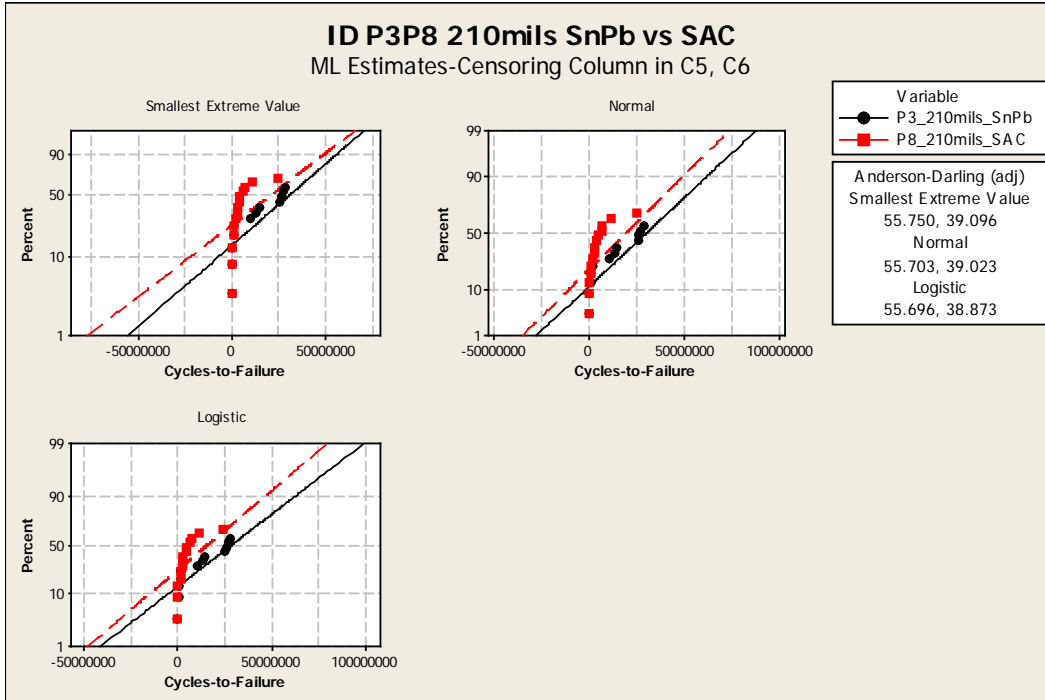 ID P3P8 210mils SnPb vs SAC
ML Estimates-Censoring Column in C5, C6
Smallest Extreme Value
Percent
90
50
10
1
-50000000 0 50000000
Cycles-to-Failure
Normal
Percent
99
90
50
10
1
-50000000 0 50000000 100000000
Cycles-to-Failure
Variable
P3_210mils_SnPb
P8_210mils_SAC
Anderson-Darling (adj)
Smallest Extreme Value
55.750, 39.096
Normal
55.703, 39.023
Logistic
55.696, 38.873
Logistic
Percent
99
90
50
10
1
-50000000 0 50000000 100000000
Cycles-to-Failure